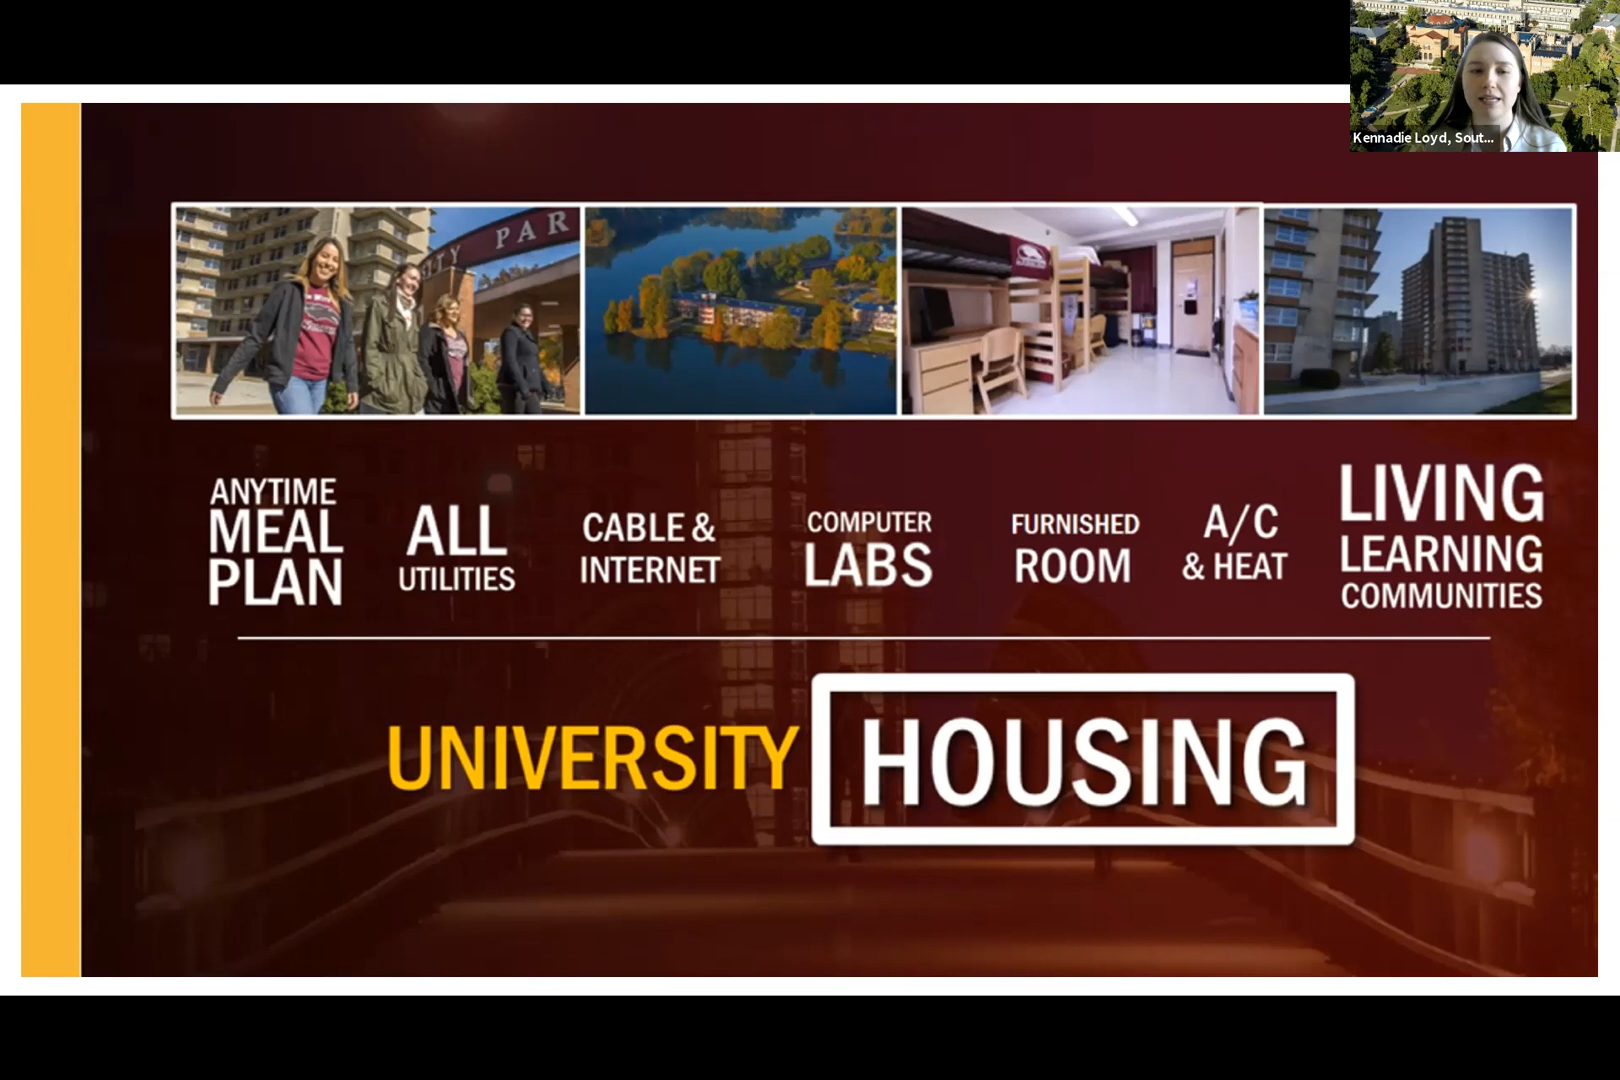 Kennadie Loyd, Sout...
ITY PAR
ANYTIME
MEAL
PLAN
ALL
UTILITIES
CABLE &
INTERNET
COMPUTER
LABS
FURNISHED
ROOM
A/C
& HEAT
LIVING
LEARNING
COMMUNITIES
UNIVERSITY
HOUSING